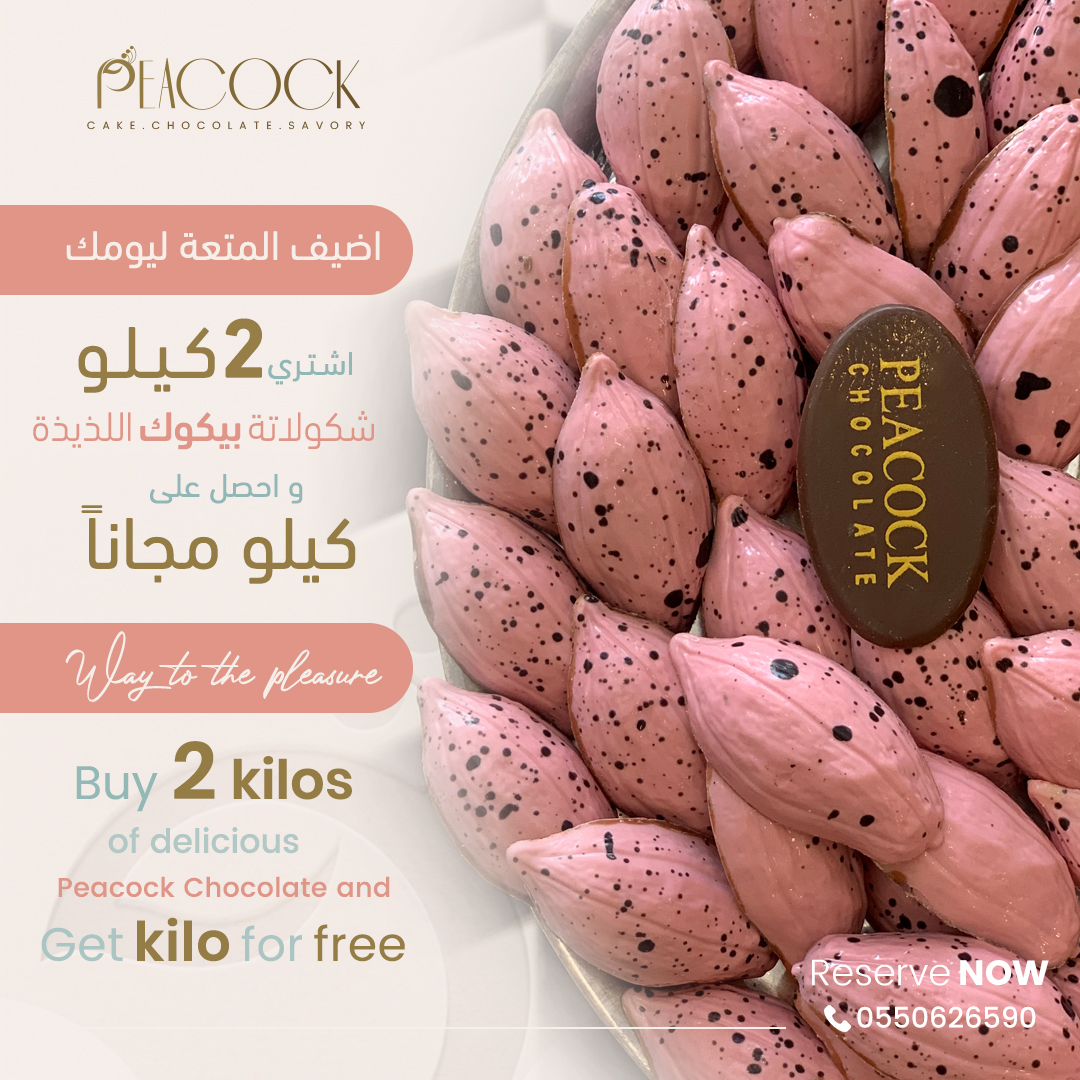 PEACOCK
CAKE.CHOCOLATE.SAVORY
اضيف المتعة ليومك
اشتري 2 كيلو
شكولاتة بيكوك اللذيذة
و احصل على
كيلو مجاناً
Way to the pleasure
Buy 2 kilos
of delicious
Peacock Chocolate and
Get kilo for free
PEACOCK
CHOCOLATE
Reserve NOW
0550626590